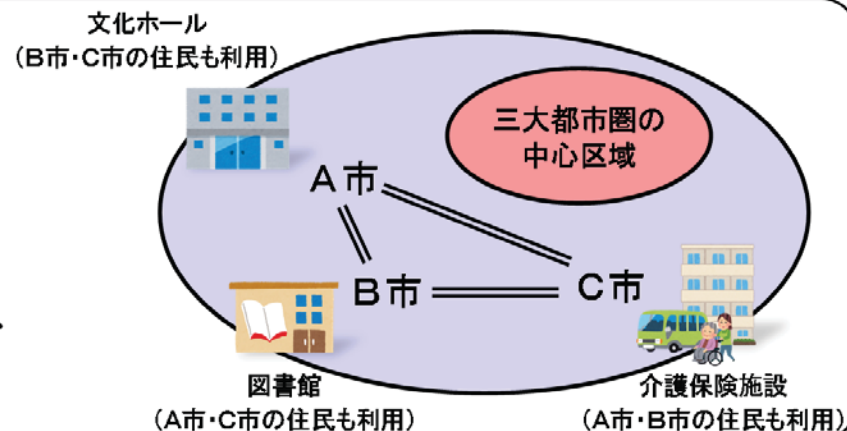 文化ホール
(B市・C市の住民も利用)
三大都市圏の
中心区域
A市
B市
C市
図書館
(A市・C市の住民も利用)
介護保険施設
(A市・B市の住民も利用)